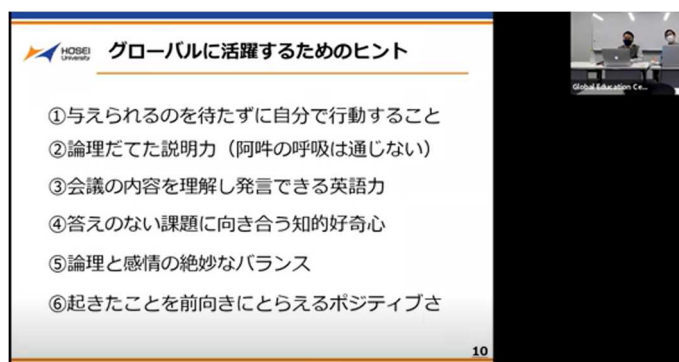 HOSEI
University
グローバルに活躍するためのヒント
①与えられるのを待たずに自分で行動すること
②論理だてた説明力（阿吽の呼吸は通じない）
③会議の内容を理解し発言できる英語力
④答えのない課題に向き合う知的好奇心
⑤論理と感情の絶妙なバランス
⑥起きたことを前向きにとらえるポジティブさ
10
Global Education Ce...